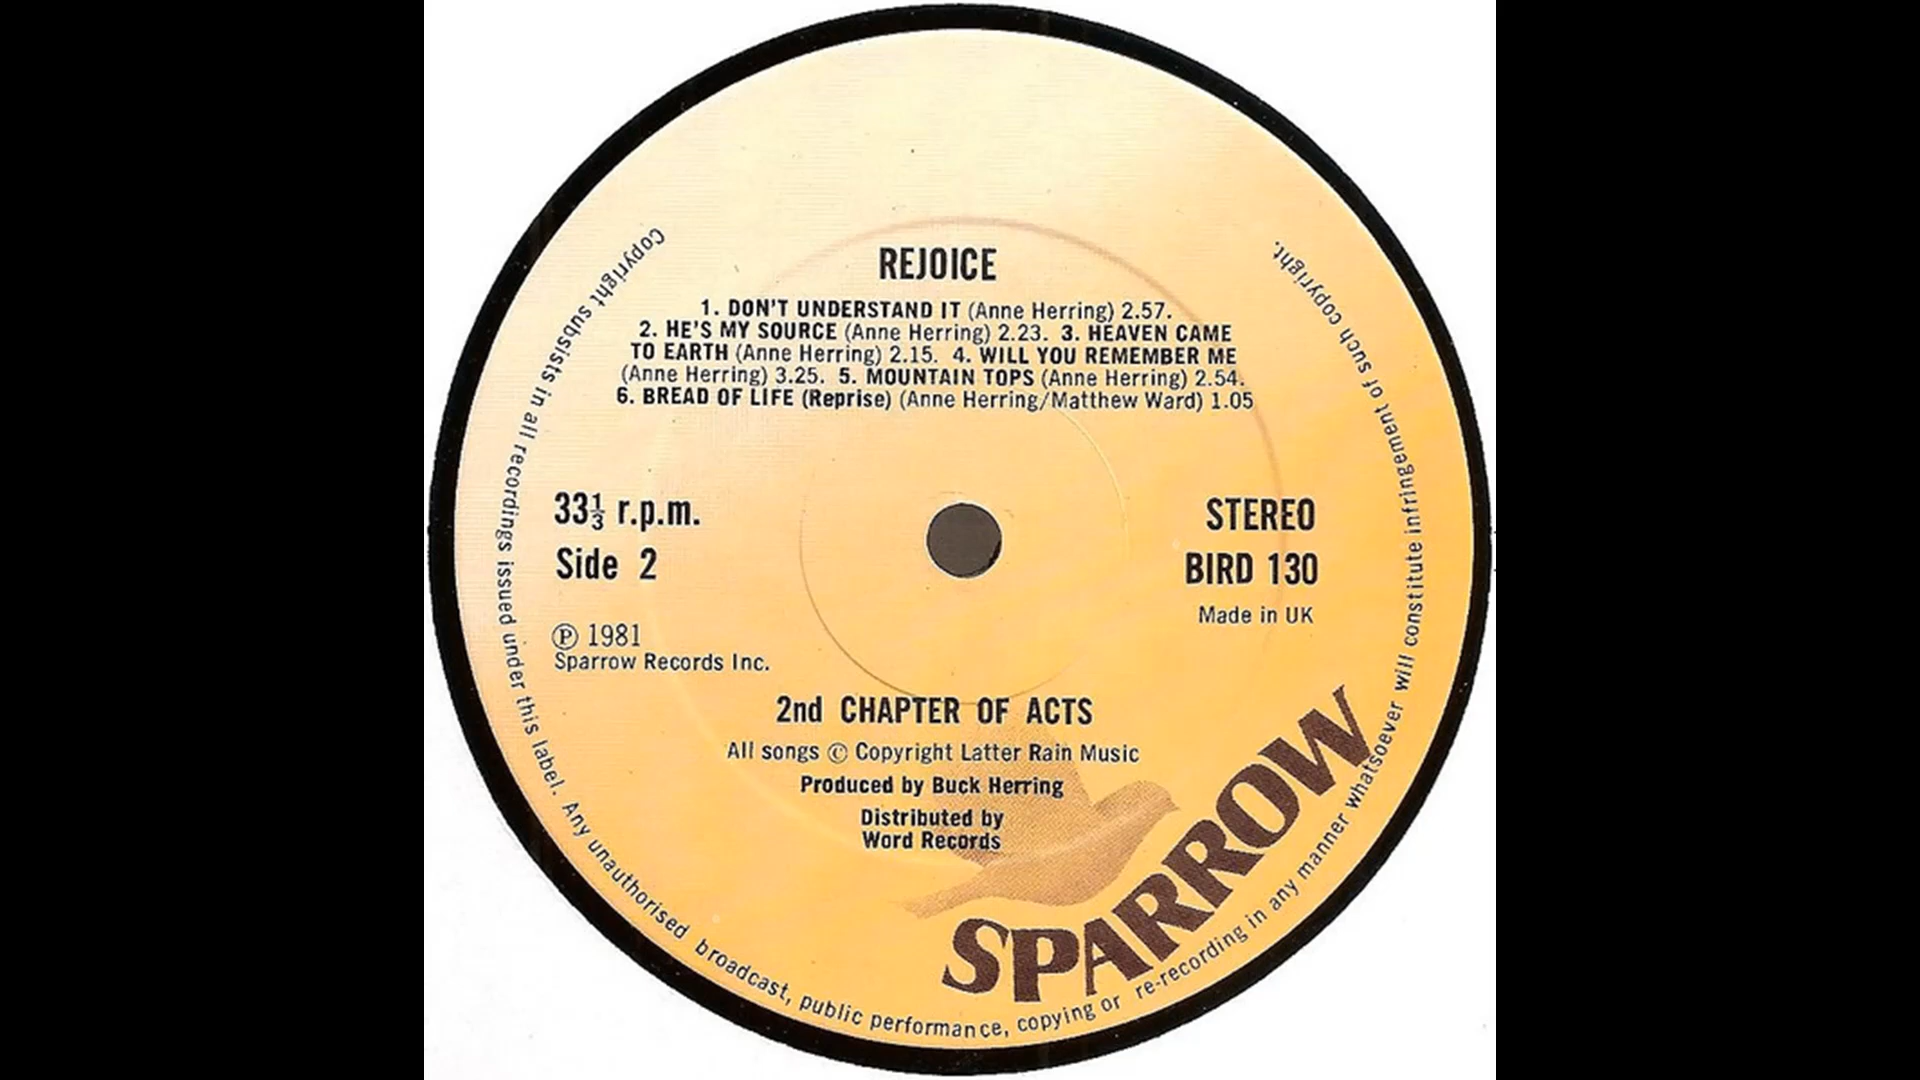 REJOICE
1. DON'T UNDERSTAND IT (Anne Herring) 2.57.
2. HE'S MY SOURCE (Anne Herring) 2.23. 3. HEAVEN CAME
TO EARTH (Anne Herring) 2.15. 4. WILL YOU REMEMBER ME
(Anne Herring) 3.25. 5. MOUNTAIN TOPS (Anne Herring) 2.54.
6. BREAD OF LIFE (Reprise) (Anne Herring/Matthew Ward) 1.05
33⅓ r.p.m.
Side 2
STEREO
BIRD 130
Made in UK
Ⓟ 1981
Sparrow Records Inc.
2nd CHAPTER OF ACTS
All songs © Copyright Latter Rain Music
Produced by Buck Herring
Distributed by
Word Records
SPARROW
Copyright subsists in all recordings issued under this label. Any unauthorised broadcast, public performance, copying or re-recording in any manner whatsoever will constitute infringement of such copyright.